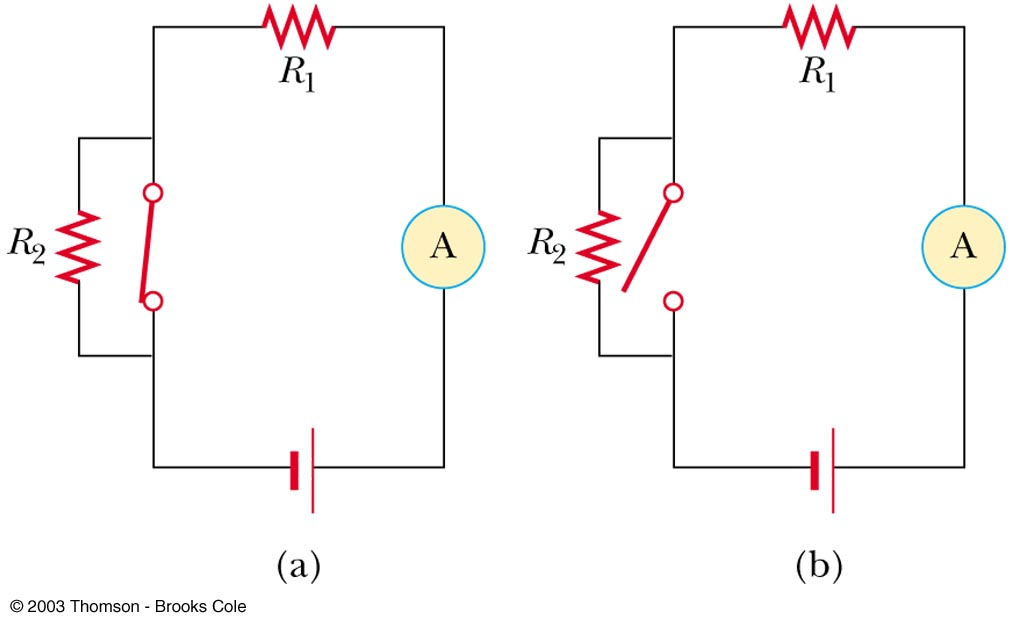 R1 R1
R2 A R2 A
(a) (b)
© 2003 Thomson - Brooks Cole